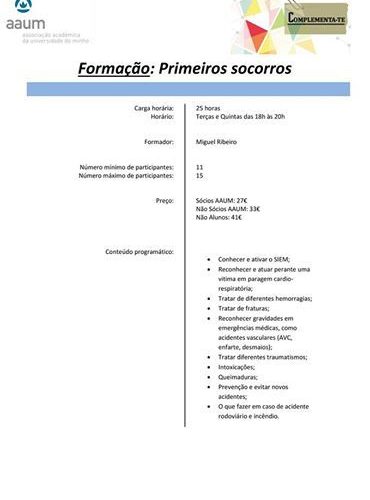 aaum
associação académica
da universidade do minho
COMPLEMENTA-TE
Formação: Primeiros socorros
Carga horária: 25 horas
Horário: Terças e Quintas das 18h às 20h
Formador: Miguel Ribeiro
Número mínimo de participantes: 11
Número máximo de participantes: 15
Preço: Sócios AAUM: 27€
Não Sócios AAUM: 33€
Não Alunos: 41€
Conteúdo programático:
• Conhecer e ativar o SIEM;
• Reconhecer e atuar perante uma
vitima em paragem cardio-
respiratória;
• Tratar de diferentes hemorragias;
• Tratar de fraturas;
• Reconhecer gravidades em
emergências médicas, como
acidentes vasculares (AVC,
enfarte, desmaios);
• Tratar diferentes traumatismos;
• Intoxicações;
• Queimaduras;
• Prevenção e evitar novos
acidentes;
• O que fazer em caso de acidente
rodoviário e incêndio.